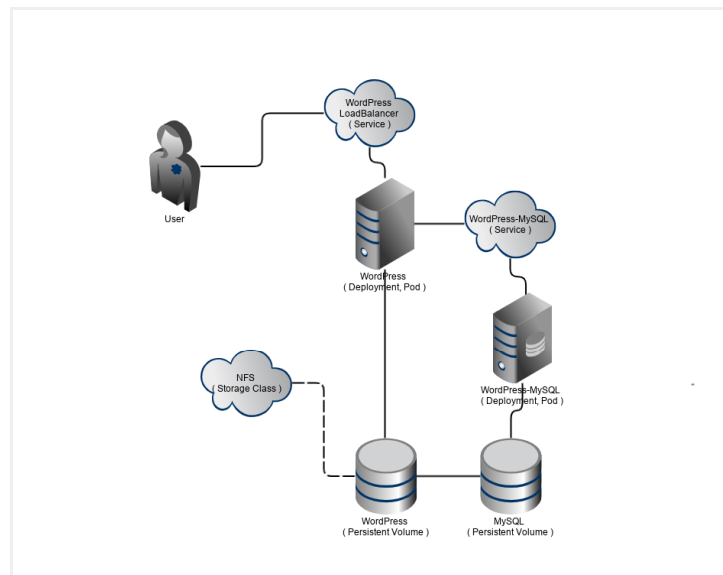 WordPress
LoadBalancer
( Service )
User
WordPress-MySQL
( Service )
WordPress
( Deployment, Pod )
NFS
( Storage Class )
WordPress-MySQL
( Deployment, Pod )
WordPress
( Persistent Volume )
MySQL
( Persistent Volume )